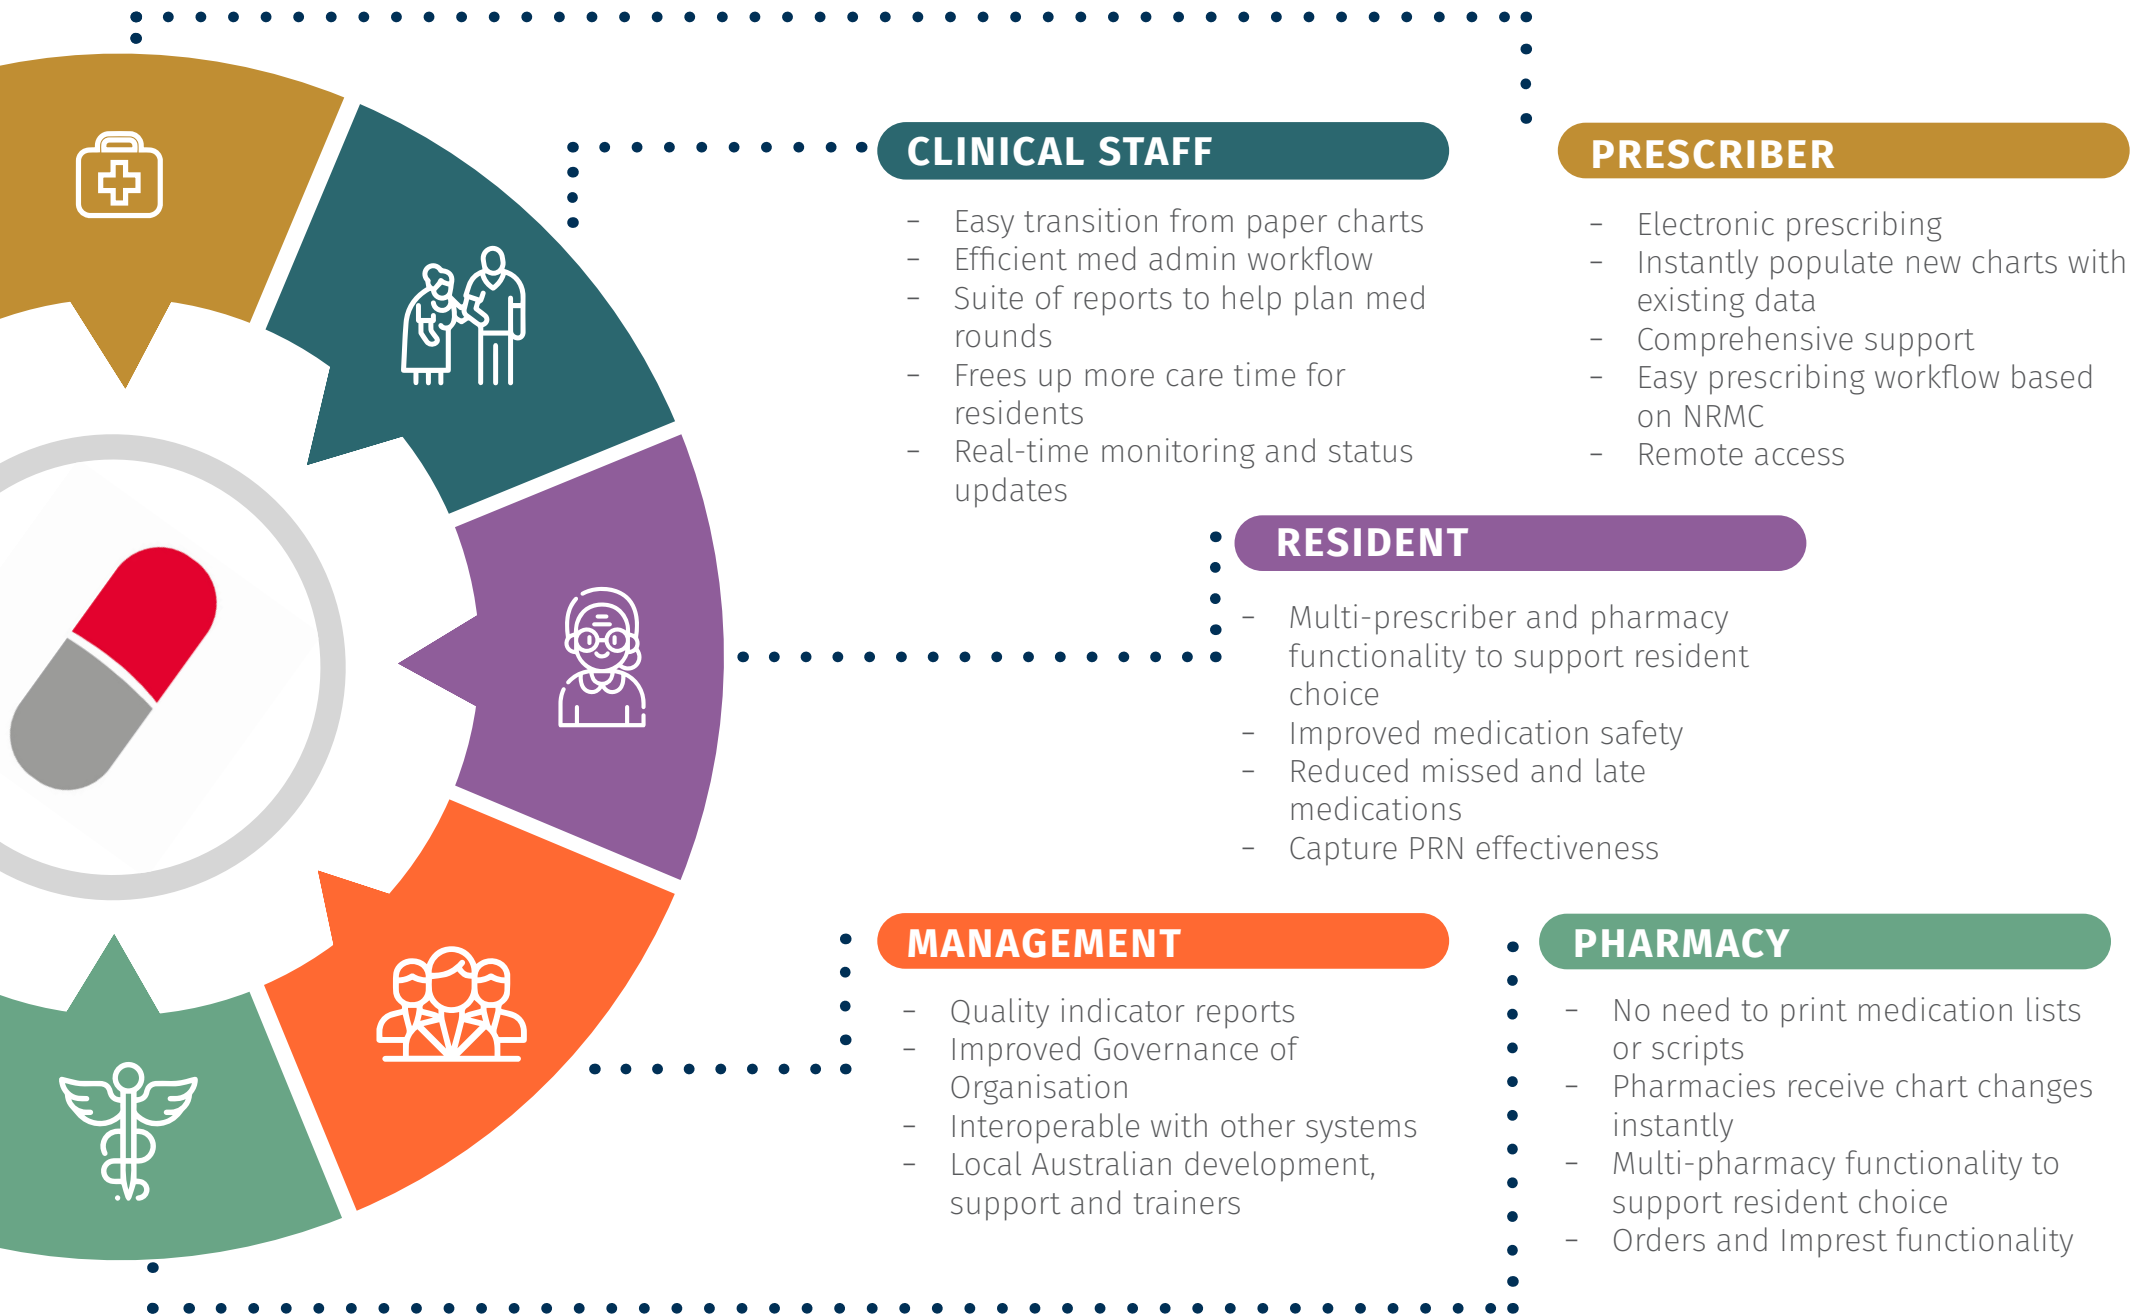 CLINICAL STAFF
- Easy transition from paper charts
- Efficient med admin workflow
- Suite of reports to help plan med
rounds
- Frees up more care time for
residents
- Real-time monitoring and status
updates
PRESCRIBER
- Electronic prescribing
- Instantly populate new charts with
existing data
- Comprehensive support
- Easy prescribing workflow based
on NRMC
- Remote access
RESIDENT
- Multi-prescriber and pharmacy
functionality to support resident
choice
- Improved medication safety
- Reduced missed and late
medications
- Capture PRN effectiveness
MANAGEMENT
- Quality indicator reports
- Improved Governance of
Organisation
- Interoperable with other systems
- Local Australian development,
support and trainers
PHARMACY
- No need to print medication lists
or scripts
- Pharmacies receive chart changes
instantly
- Multi-pharmacy functionality to
support resident choice
- Orders and Imprest functionality